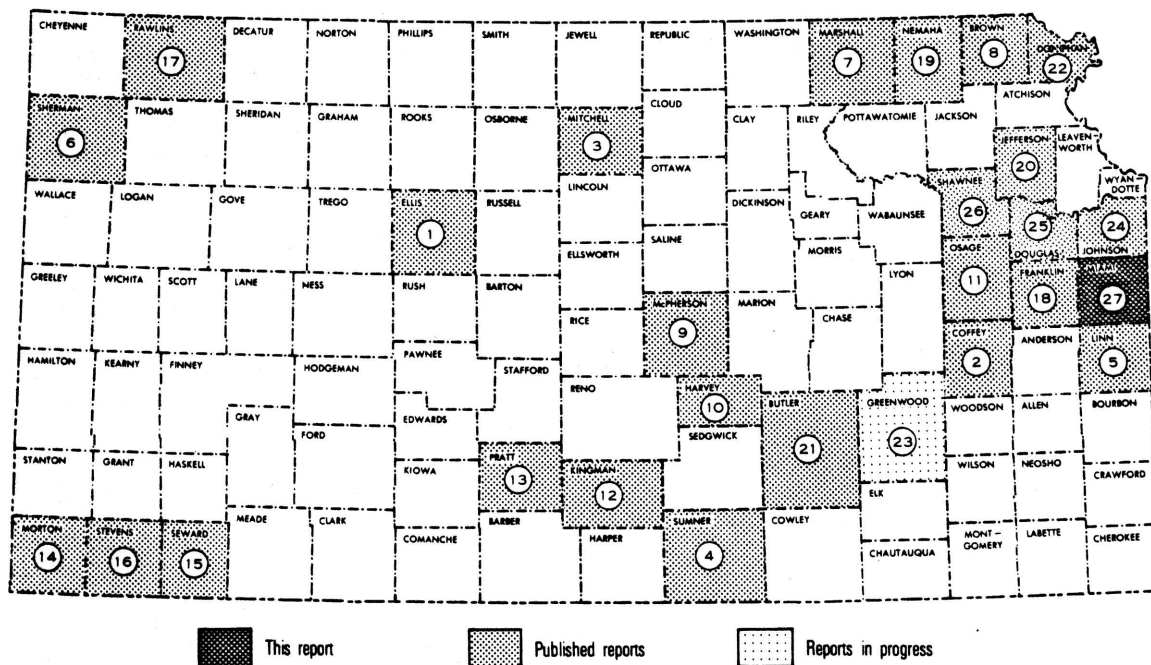 CHEYENNE
RAWLINS
17
DECATUR
NORTON
PHILLIPS
SMITH
JEWELL
REPUBLIC
WASHINGTON
MARSHALL
7
NEMAHA
19
BROWN
8
DONIPHAN
22
SHERMAN
6
THOMAS
SHERIDAN
GRAHAM
ROOKS
OSBORNE
MITCHELL
3
CLOUD
CLAY
RILEY
POTTAWATOMIE
JACKSON
ATCHISON
JEFFERSON
20
LEAVEN
WORTH
WYAN
DOTTE
WALLACE
LOGAN
GOVE
TREGO
ELLIS
1
RUSSELL
LINCOLN
OTTAWA
DICKINSON
GEARY
WABAUNSEE
SHAWNEE
26
25
DOUGLAS
24
JOHNSON
ELLSWORTH
SALINE
MORRIS
LYON
OSAGE
11
FRANKLIN
18
MIAMI
27
GREELEY
WICHITA
SCOTT
LANE
NESS
RUSH
BARTON
RICE
McPHERSON
9
MARION
CHASE
COFFEY
2
ANDERSON
LINN
5
HAMILTON
KEARNY
FINNEY
HODGEMAN
PAWNEE
STAFFORD
RENO
HARVEY
10
BUTLER
21
GREENWOOD
23
WOODSON
ALLEN
BOURBON
GRAY
FORD
EDWARDS
SEDGWICK
STANTON
GRANT
HASKELL
KIOWA
PRATT
13
KINGMAN
12
ELK
WILSON
NEOSHO
CRAWFORD
MORTON
14
STEVENS
16
SEWARD
15
MEADE
CLARK
COMANCHE
BARBER
HARPER
SUMNER
4
COWLEY
CHAUTAUQUA
MONT -
GOMERY
LABETTE
CHEROKEE
This report
Published reports
Reports in progress